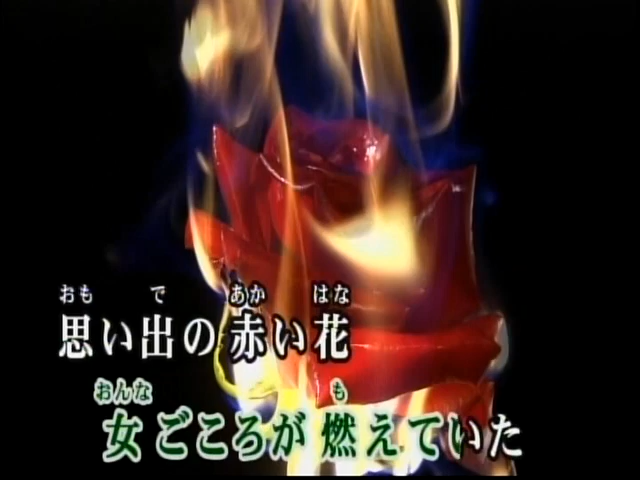 おも で あか はな
思い出の赤い花
おんな も
女ごころが燃えていた